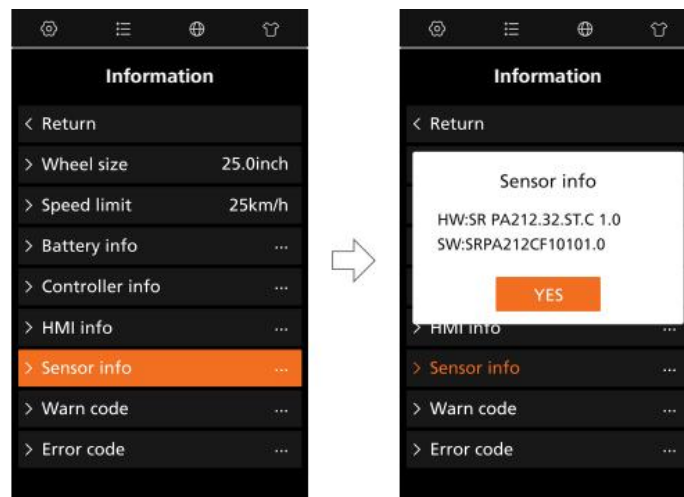 Information
< Return
> Wheel size 25.0inch
> Speed limit 25km/h
> Battery info ...
> Controller info ...
> HMI info ...
> Sensor info ...
> Warn code ...
> Error code ...
Information
< Return
Sensor info
HW:SR PA212.32.ST.C 1.0
SW:SRPA212CF10101.0
YES
> HMI info ...
> Sensor info ...
> Warn code ...
> Error code ...